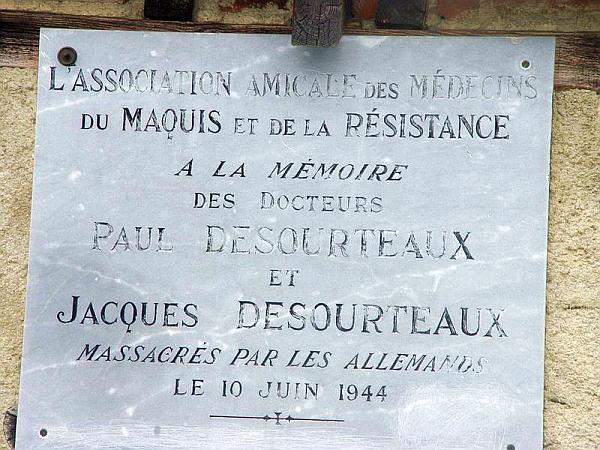 L'ASSOCIATION AMICALE DES MÉDECINS
DU MAQUIS ET DE LA RÉSISTANCE
A LA MÉMOIRE
DES DOCTEURS
PAUL DESOURTEAUX
ET
JACQUES DESOURTEAUX
MASSACRÉS PAR LES ALLEMANDS
LE 10 JUIN 1944